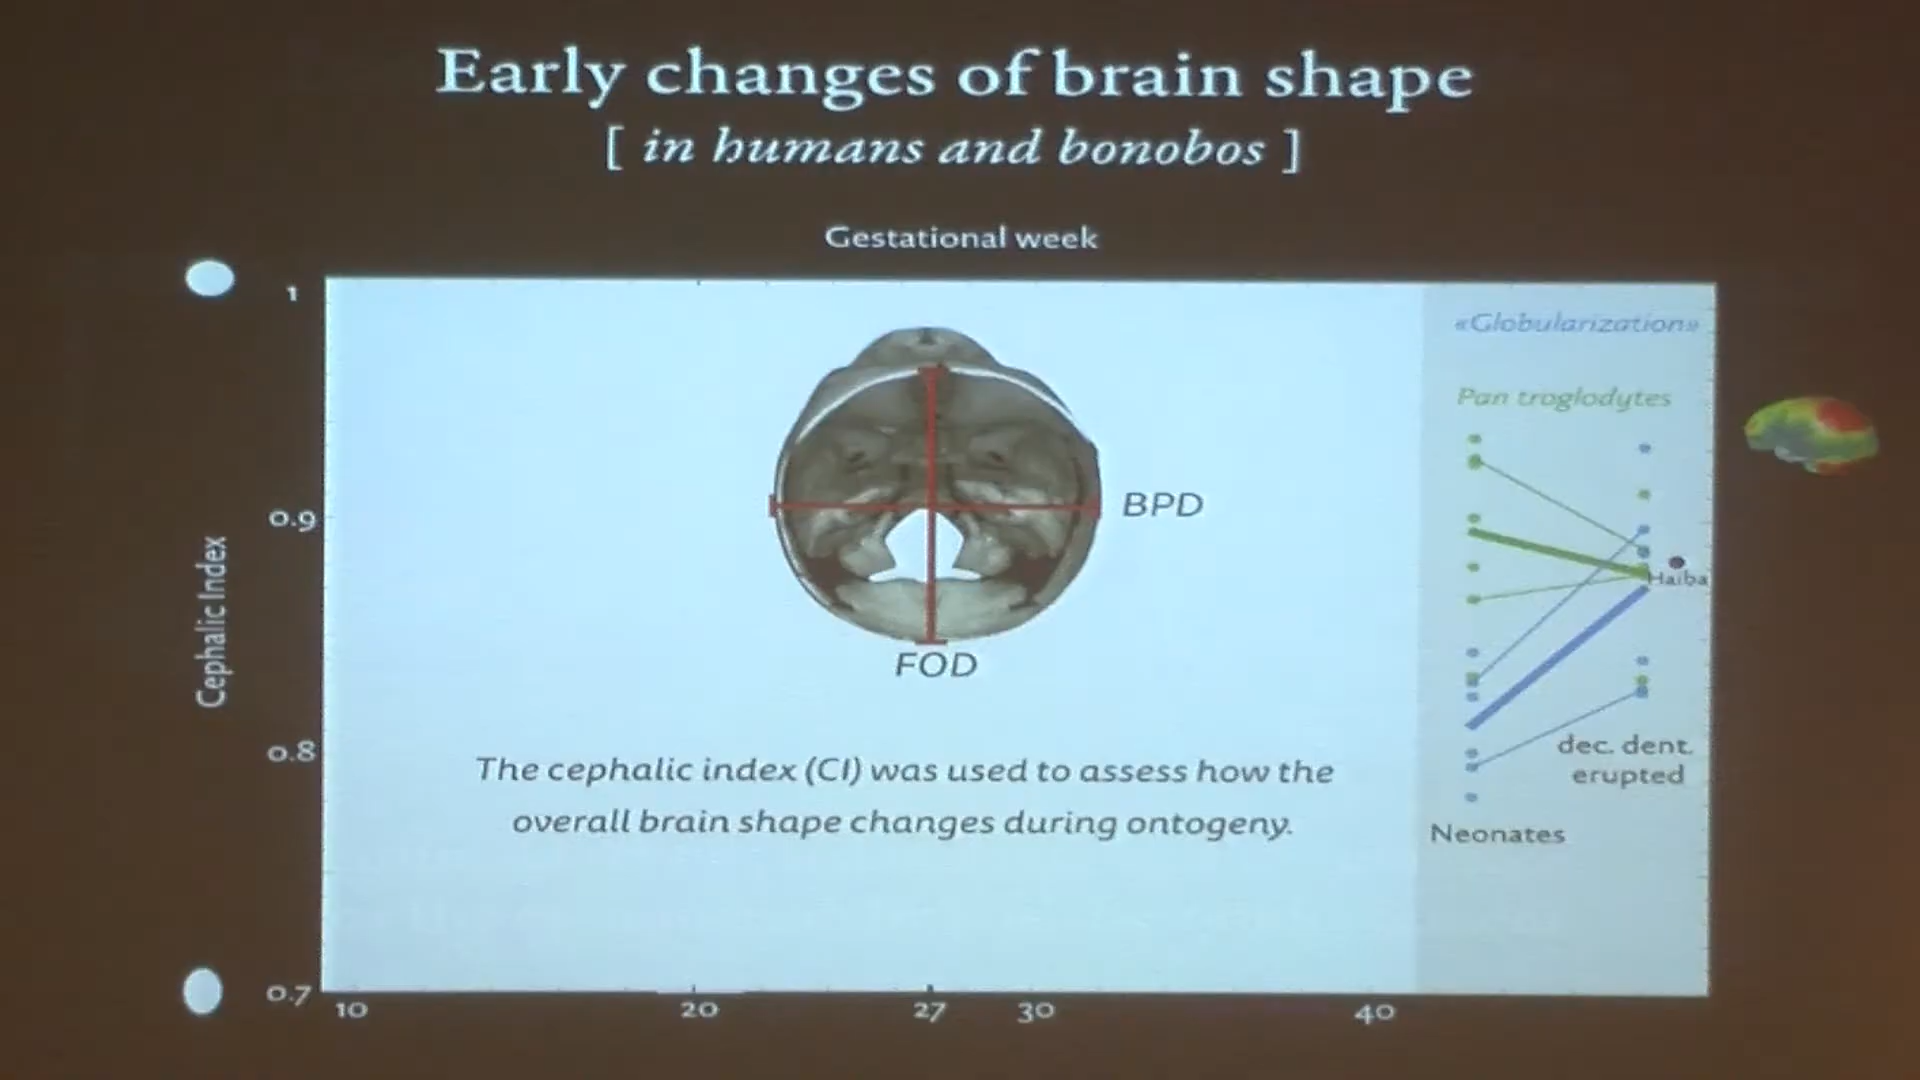 Early changes of brain shape
[ in humans and bonobos ]
Gestational week
1
0.9
0.8
0.7
Cephalic Index
10
20
27
30
40
BPD
FOD
The cephalic index (CI) was used to assess how the
overall brain shape changes during ontogeny.
«Globularization»
Pan troglodytes
Haiba
dec. dent.
erupted
Neonates